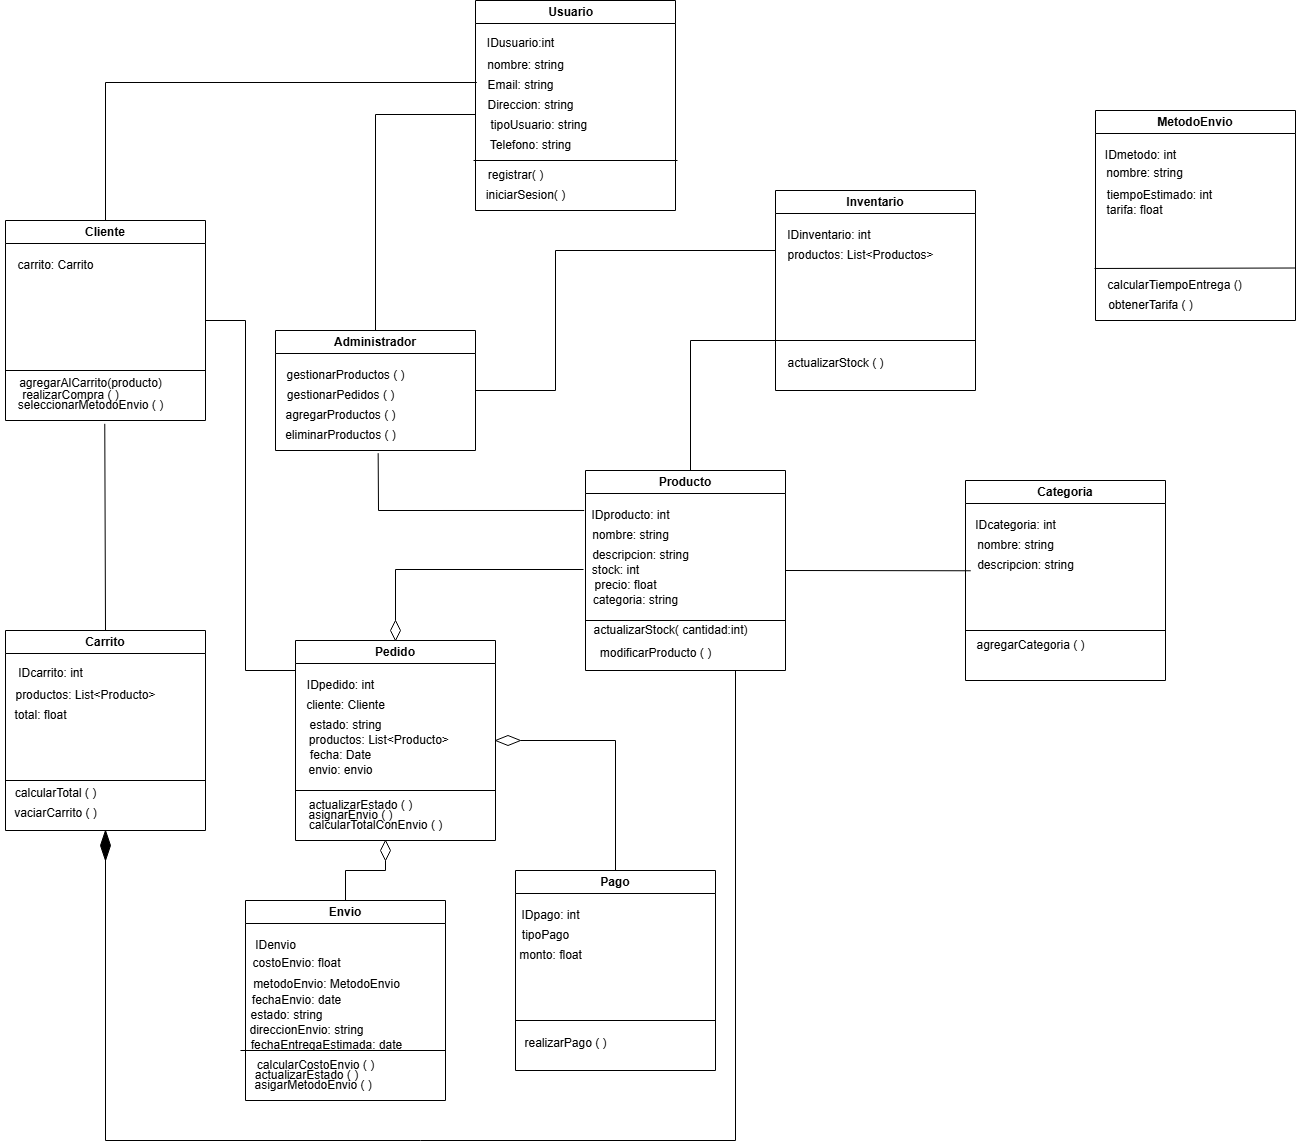 Usuario
IDusuario:int
nombre: string
Email: string
Direccion: string
tipoUsuario: string
Telefono: string
registrar( )
iniciarSesion( )
MetodoEnvio
IDmetodo: int
nombre: string
tiempoEstimado: int
tarifa: float
calcularTiempoEntrega ()
obtenerTarifa ( )
Inventario
IDinventario: int
productos: List<Productos>
actualizarStock ( )
Cliente
carrito: Carrito
agregarAlCarrito(producto)
realizarCompra ( )
seleccionarMetodoEnvio ( )
Administrador
gestionarProductos ( )
gestionarPedidos ( )
agregarProductos ( )
eliminarProductos ( )
Producto
IDproducto: int
nombre: string
descripcion: string
stock: int
precio: float
categoria: string
actualizarStock( cantidad:int)
modificarProducto ( )
Categoria
IDcategoria: int
nombre: string
descripcion: string
agregarCategoria ( )
Carrito
IDcarrito: int
productos: List<Producto>
total: float
calcularTotal ( )
vaciarCarrito ( )
Pedido
IDpedido: int
cliente: Cliente
estado: string
productos: List<Producto>
fecha: Date
envio: envio
actualizarEstado ( )
asignarEnvio ( )
calcularTotalConEnvio ( )
Pago
IDpago: int
tipoPago
monto: float
realizarPago ( )
Envio
IDenvio
costoEnvio: float
metodoEnvio: MetodoEnvio
fechaEnvio: date
estado: string
direccionEnvio: string
fechaEntregaEstimada: date
calcularCostoEnvio ( )
actualizarEstado ( )
asigarMetodoEnvio ( )